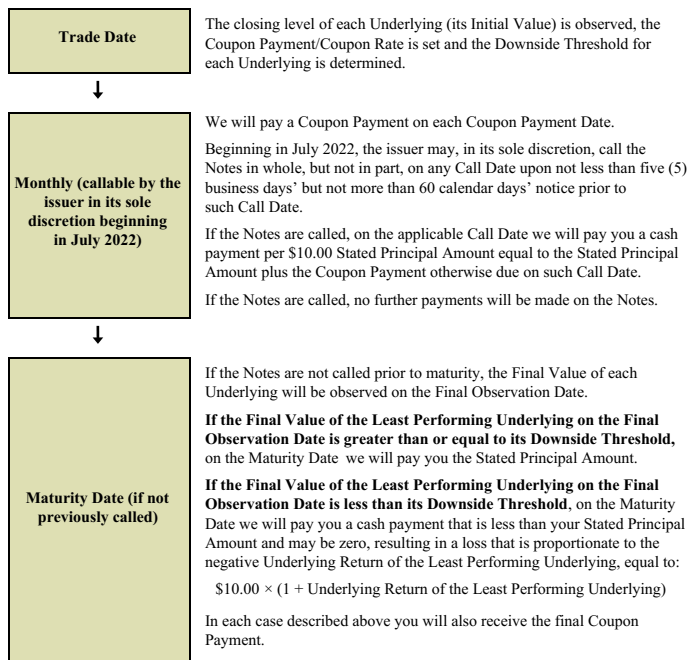 Trade Date
The closing level of each Underlying (its Initial Value) is observed, the
Coupon Payment/Coupon Rate is set and the Downside Threshold for
each Underlying is determined.
Monthly (callable by the
issuer in its sole
discretion beginning
in July 2022)
We will pay a Coupon Payment on each Coupon Payment Date.
Beginning in July 2022, the issuer may, in its sole discretion, call the
Notes in whole, but not in part, on any Call Date upon not less than five (5)
business days’ but not more than 60 calendar days’ notice prior to
such Call Date.
If the Notes are called, on the applicable Call Date we will pay you a cash
payment per $10.00 Stated Principal Amount equal to the Stated Principal
Amount plus the Coupon Payment otherwise due on such Call Date.
If the Notes are called, no further payments will be made on the Notes.
Maturity Date (if not
previously called)
If the Notes are not called prior to maturity, the Final Value of each
Underlying will be observed on the Final Observation Date.
If the Final Value of the Least Performing Underlying on the Final
Observation Date is greater than or equal to its Downside Threshold,
on the Maturity Date we will pay you the Stated Principal Amount.
If the Final Value of the Least Performing Underlying on the Final
Observation Date is less than its Downside Threshold, on the Maturity
Date we will pay you a cash payment that is less than your Stated Principal
Amount and may be zero, resulting in a loss that is proportionate to the
negative Underlying Return of the Least Performing Underlying, equal to:
$10.00 × (1 + Underlying Return of the Least Performing Underlying)
In each case described above you will also receive the final Coupon
Payment.